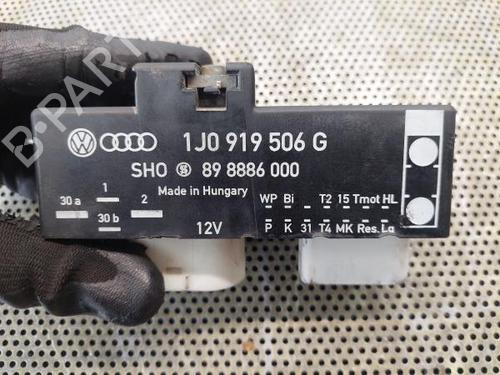 1J0 919 506 G
SHO 89 8886 000
Made in Hungary
1
30 a 2
30 b
12V
WP Bi T2 15 Tmot HL
P K 31 T4 MK Res. La
B-PARTS